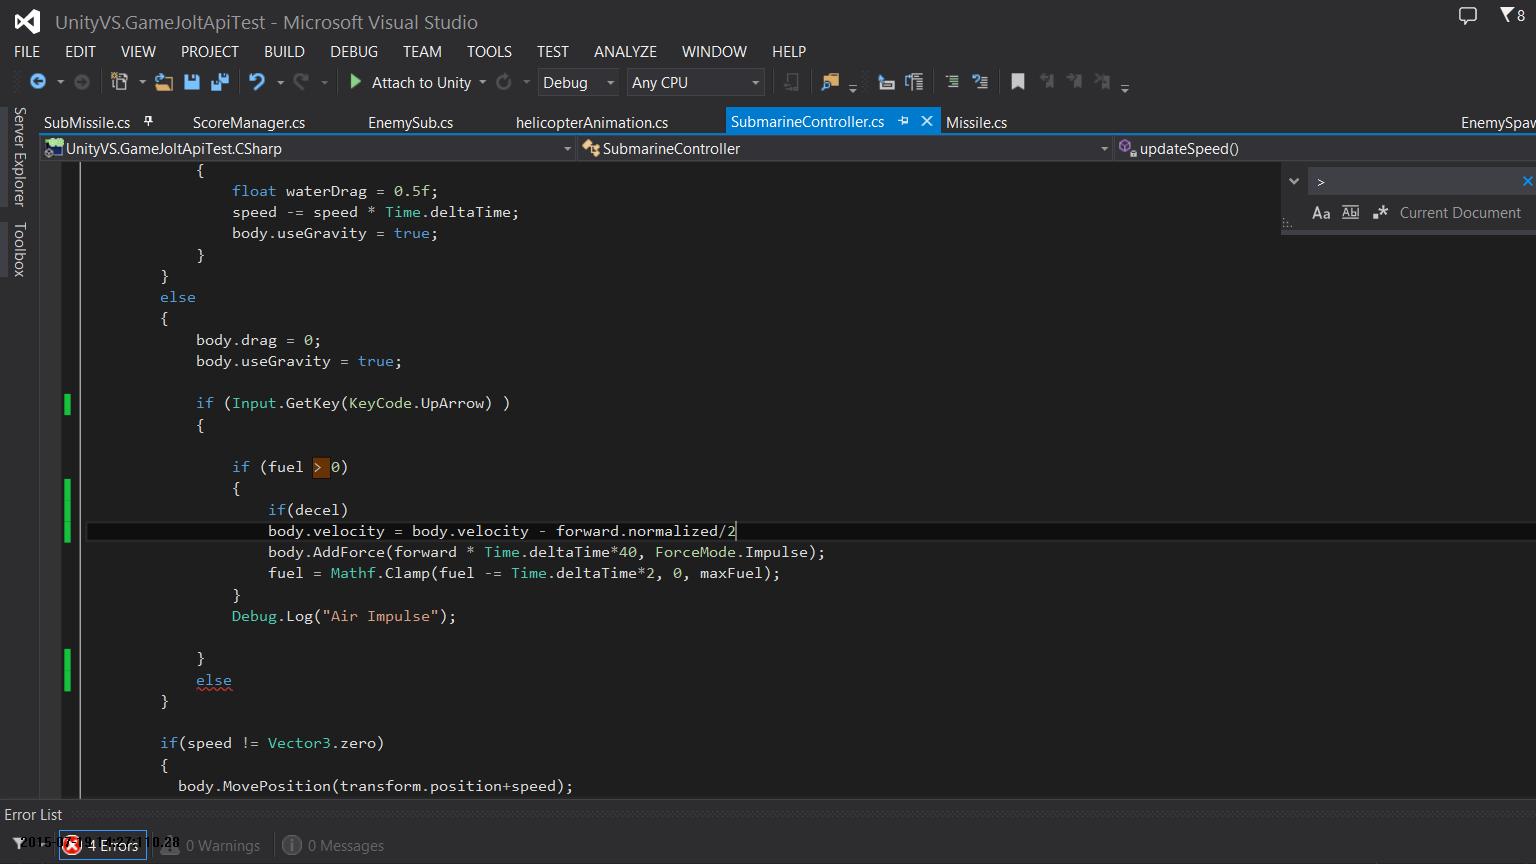 UnityVS.GameJoltApiTest - Microsoft Visual Studio
8
FILE EDIT VIEW PROJECT BUILD DEBUG TEAM TOOLS TEST ANALYZE WINDOW HELP
Attach to Unity Debug Any CPU
Server Explorer
Toolbox
SubMissile.cs ScoreManager.cs EnemySub.cs helicopterAnimation.cs SubmarineController.cs Missile.cs EnemySpaw
UnityVS.GameJoltApiTest.CSharp SubmarineController updateSpeed()
>
Aa Abl .* Current Document
{
float waterDrag = 0.5f;
speed -= speed * Time.deltaTime;
body.useGravity = true;
}
}
else
{
body.drag = 0;
body.useGravity = true;
if (Input.GetKey(KeyCode.UpArrow) )
{
if (fuel > 0)
{
if(decel)
body.velocity = body.velocity - forward.normalized/2
body.AddForce(forward * Time.deltaTime*40, ForceMode.Impulse);
fuel = Mathf.Clamp(fuel -= Time.deltaTime*2, 0, maxFuel);
}
Debug.Log("Air Impulse");
}
else
}
if(speed != Vector3.zero)
{
body.MovePosition(transform.position+speed);
Error List
4 Errors 0 Warnings 0 Messages